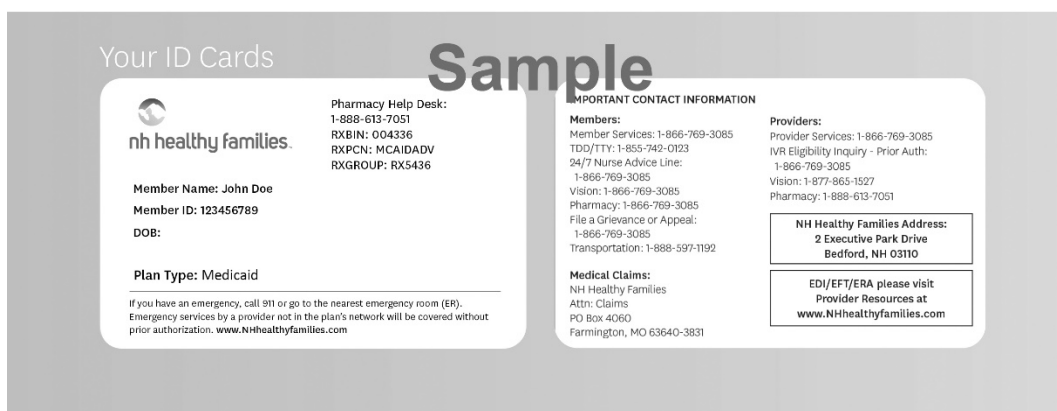 Your ID Cards
Sample
nh healthy families.
Pharmacy Help Desk:
1-888-613-7051
RXBIN: 004336
RXPCN: MCAIDADV
RXGROUP: RX5436
Member Name: John Doe
Member ID: 123456789
DOB:
Plan Type: Medicaid
If you have an emergency, call 911 or go to the nearest emergency room (ER).
Emergency services by a provider not in the plan's network will be covered without
prior authorization. www.NHhealthyfamilies.com
IMPORTANT CONTACT INFORMATION
Members:
Member Services: 1-866-769-3085
TDD/TTY: 1-855-742-0123
24/7 Nurse Advice Line:
1-866-769-3085
Vision: 1-866-769-3085
Pharmacy: 1-866-769-3085
File a Grievance or Appeal:
1-866-769-3085
Transportation: 1-888-597-1192
Medical Claims:
NH Healthy Families
Attn: Claims
PO Box 4060
Farmington, MO 63640-3831
Providers:
Provider Services: 1-866-769-3085
IVR Eligibility Inquiry - Prior Auth:
1-866-769-3085
Vision: 1-877-865-1527
Pharmacy: 1-888-613-7051
NH Healthy Families Address:
2 Executive Park Drive
Bedford, NH 03110
EDI/EFT/ERA please visit
Provider Resources at
www.NHhealthyfamilies.com